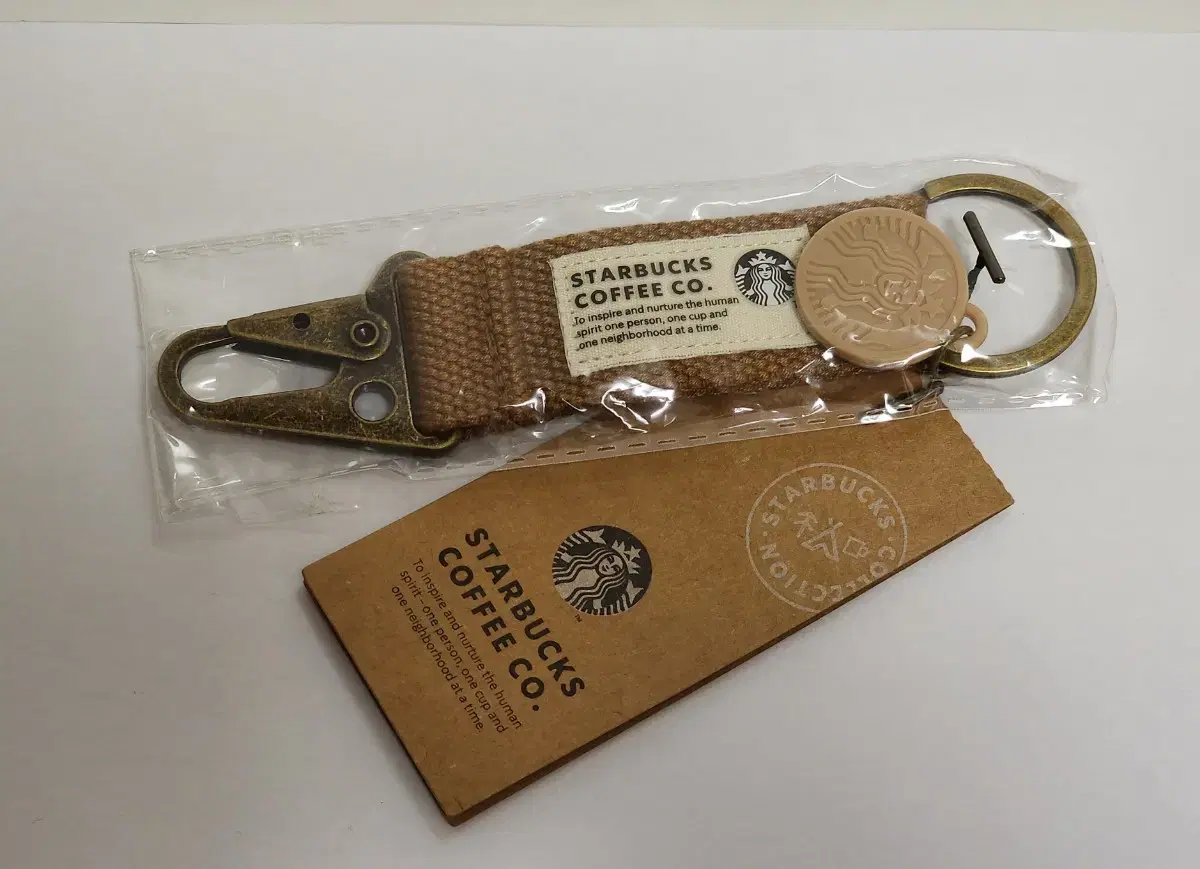 STARBUCKS
COFFEE CO.
To inspire and nurture the human
spirit one person, one cup and
one neighborhood at a time.
STARBUCKS
COFFEE CO.
To inspire and nurture the human
spirit – one person, one cup and
one neighborhood at a time.
TM
STARBUCKS · COLLECTION ·